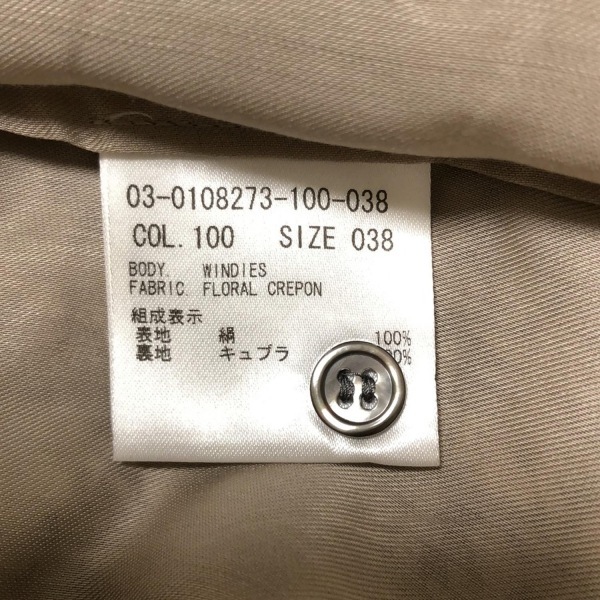 03-0108273-100-038
COL. 100 SIZE 038
BODY. WINDIES
FABRIC. FLORAL CREPON
組成表示
表地 絹 100%
裏地 キュプラ